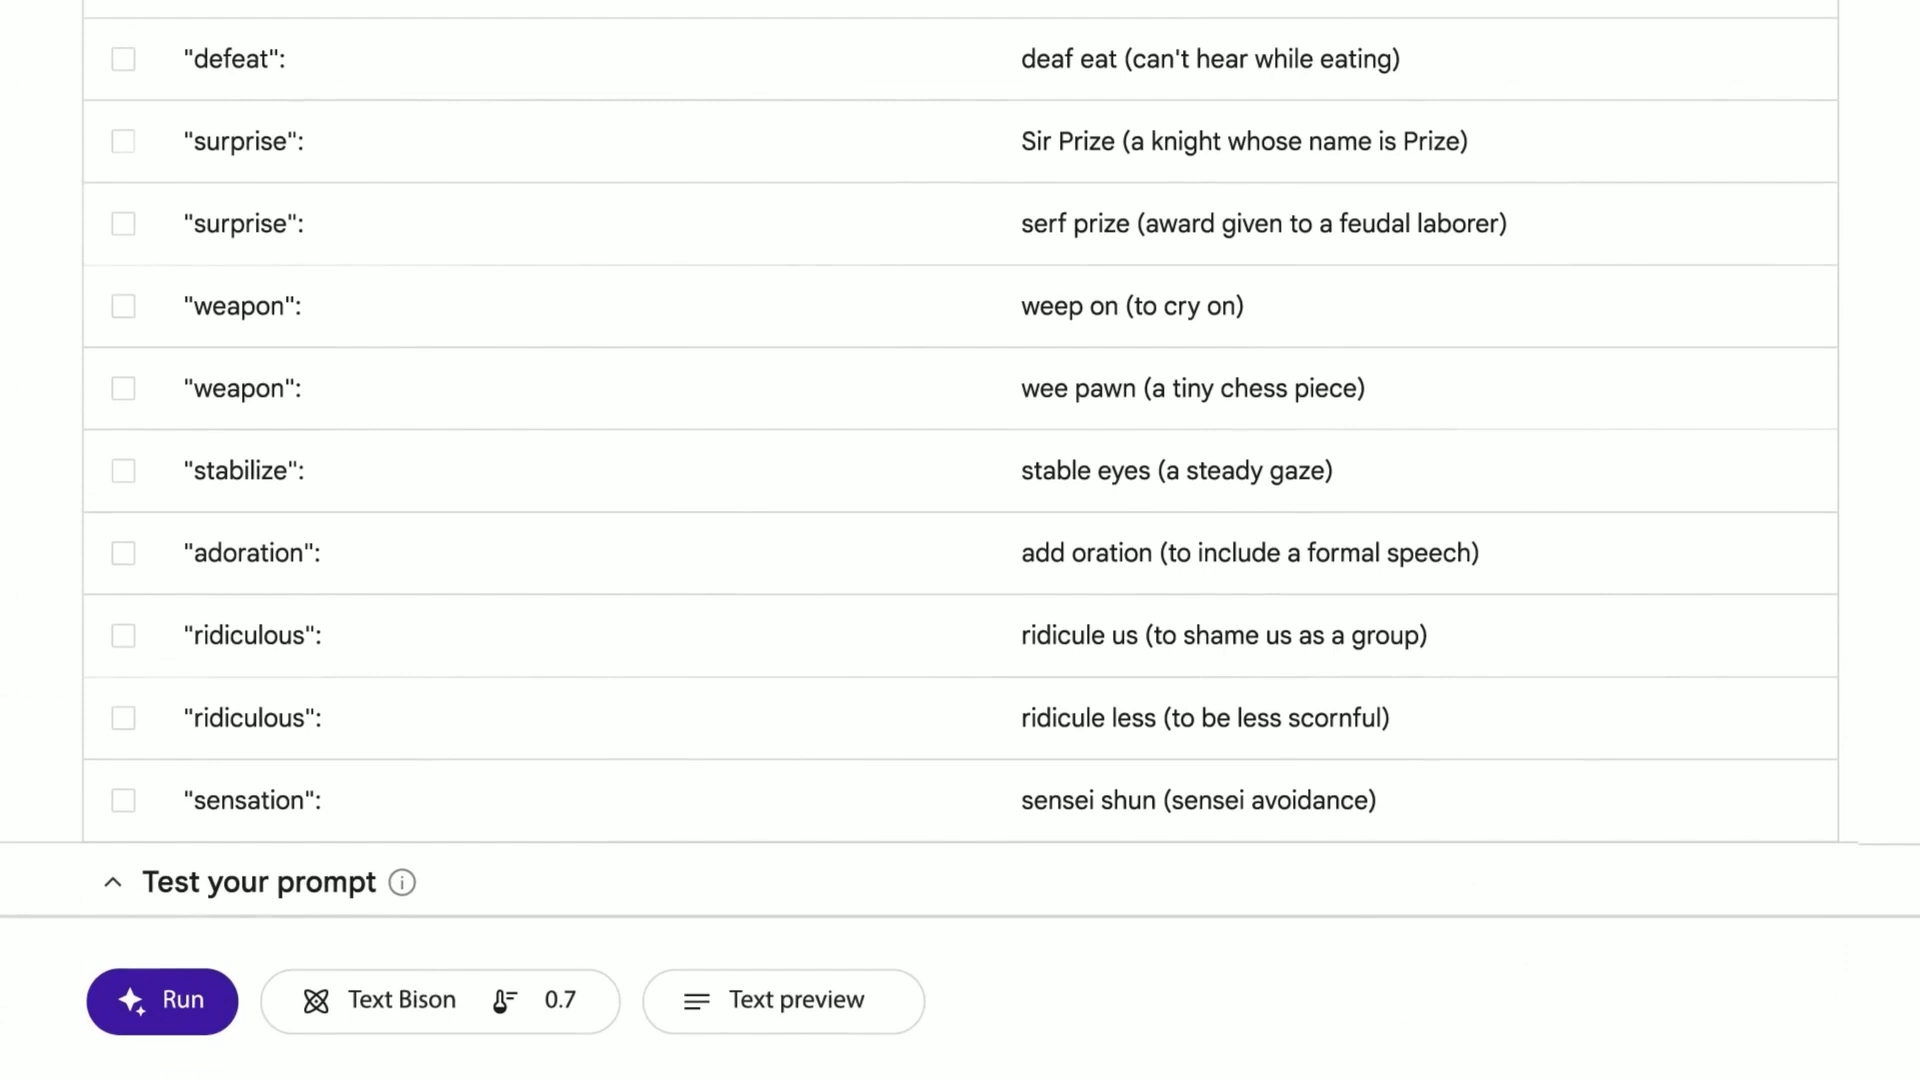 "defeat": deaf eat (can't hear while eating)
"surprise": Sir Prize (a knight whose name is Prize)
"surprise": serf prize (award given to a feudal laborer)
"weapon": weep on (to cry on)
"weapon": wee pawn (a tiny chess piece)
"stabilize": stable eyes (a steady gaze)
"adoration": add oration (to include a formal speech)
"ridiculous": ridicule us (to shame us as a group)
"ridiculous": ridicule less (to be less scornful)
"sensation": sensei shun (sensei avoidance)
Test your prompt
Run Text Bison 0.7 Text preview